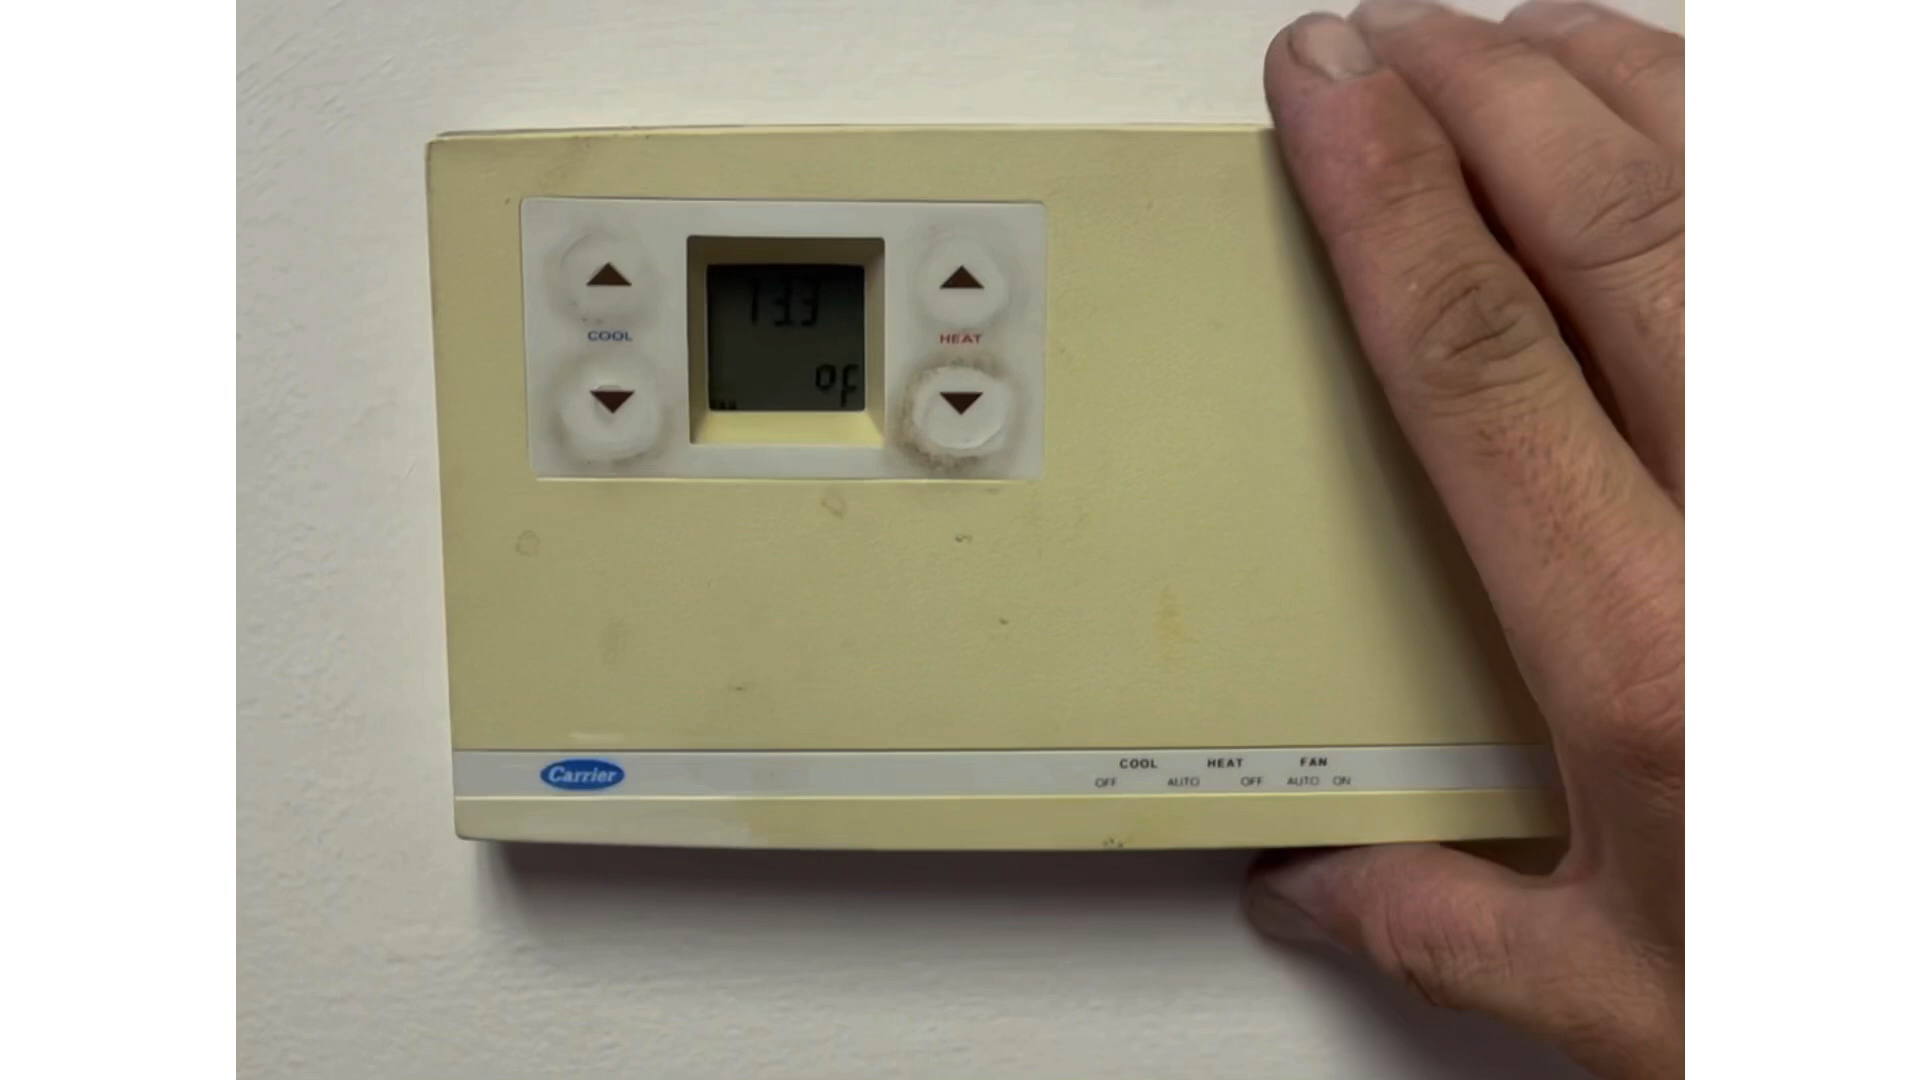 COOL HEAT
°F
Carrier
COOL HEAT FAN
OFF AUTO OFF AUTO ON